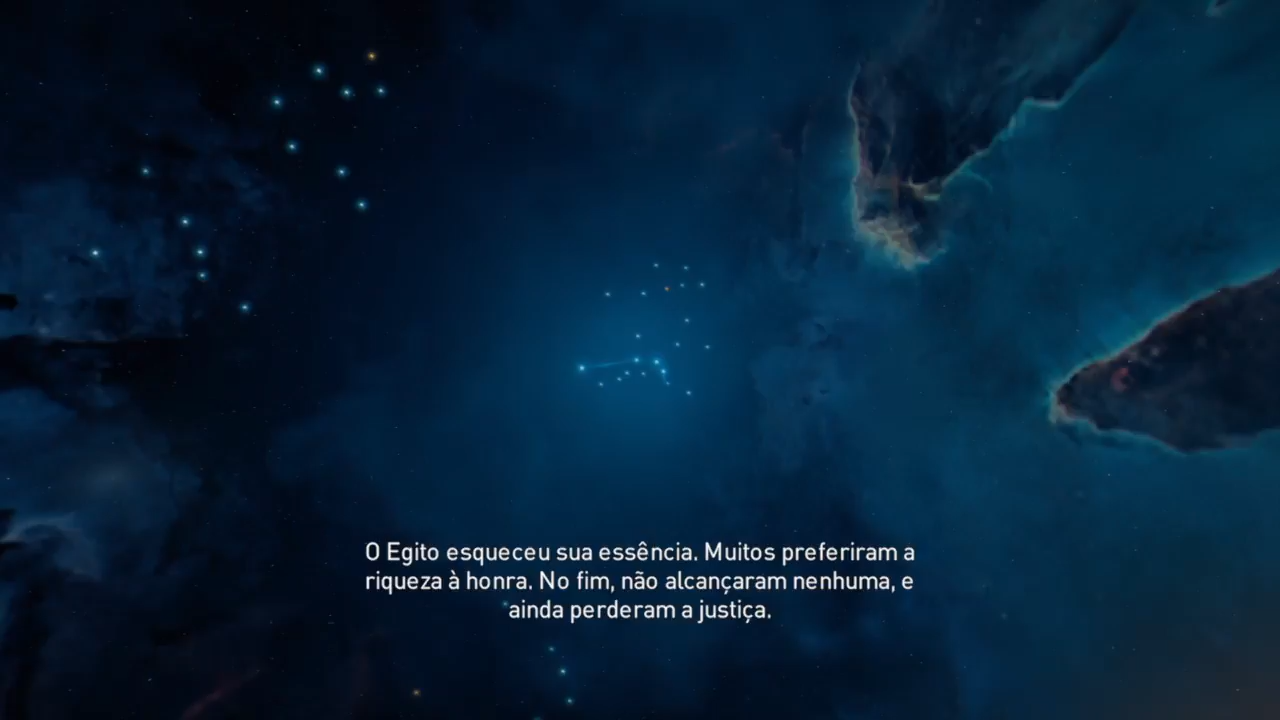 O Egito esqueceu sua essência. Muitos preferiram a
riqueza à honra. No fim, não alcançaram nenhuma, e
ainda perderam a justiça.